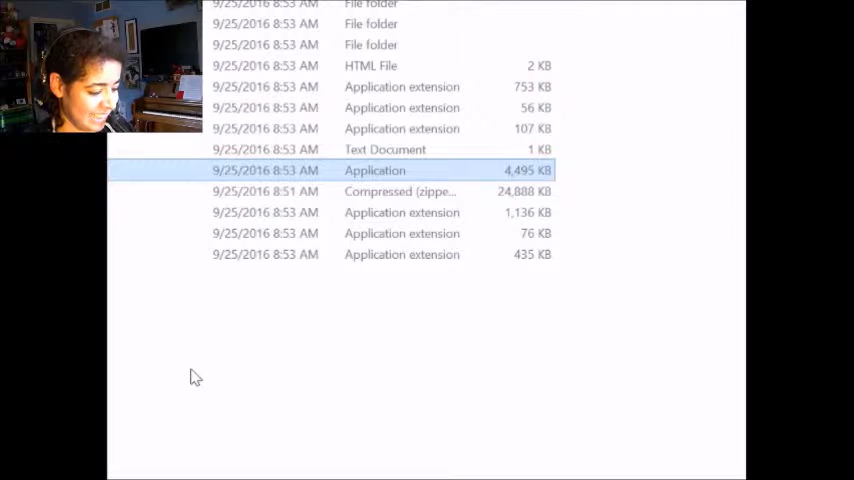 9/25/2016 8:53 AM File folder
9/25/2016 8:53 AM File folder
9/25/2016 8:53 AM File folder
9/25/2016 8:53 AM HTML File 2 KB
9/25/2016 8:53 AM Application extension 753 KB
9/25/2016 8:53 AM Application extension 56 KB
9/25/2016 8:53 AM Application extension 107 KB
9/25/2016 8:53 AM Text Document 1 KB
9/25/2016 8:53 AM Application 4,495 KB
9/25/2016 8:51 AM Compressed (zippe... 24,888 KB
9/25/2016 8:53 AM Application extension 1,136 KB
9/25/2016 8:53 AM Application extension 76 KB
9/25/2016 8:53 AM Application extension 435 KB